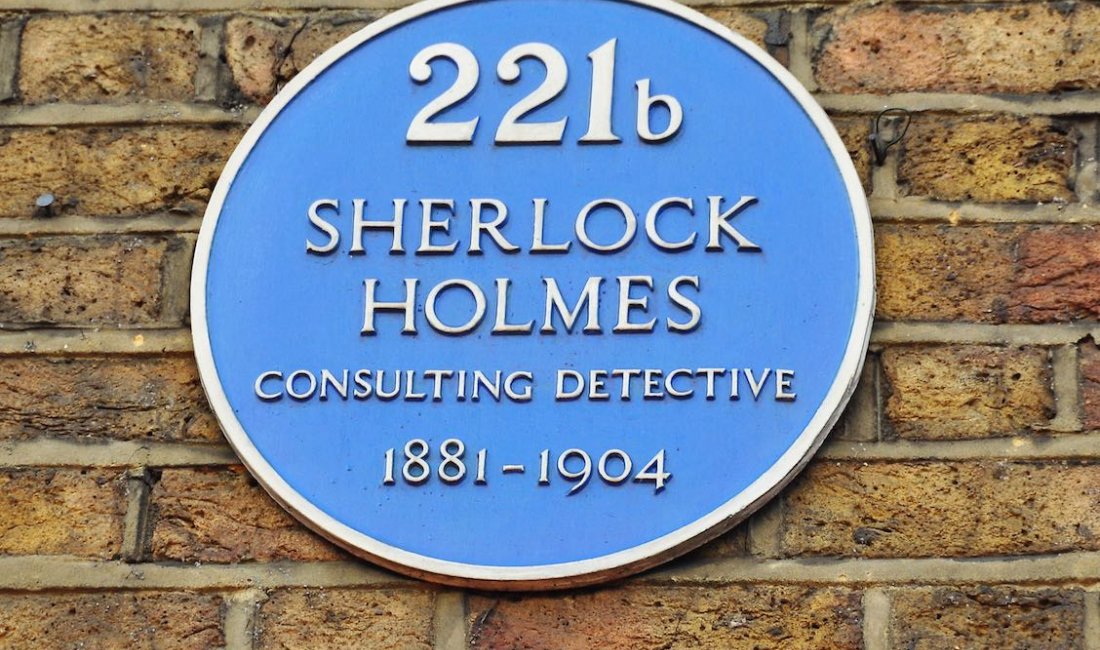 221b
SHERLOCK
HOLMES
CONSULTING DETECTIVE
1881-1904